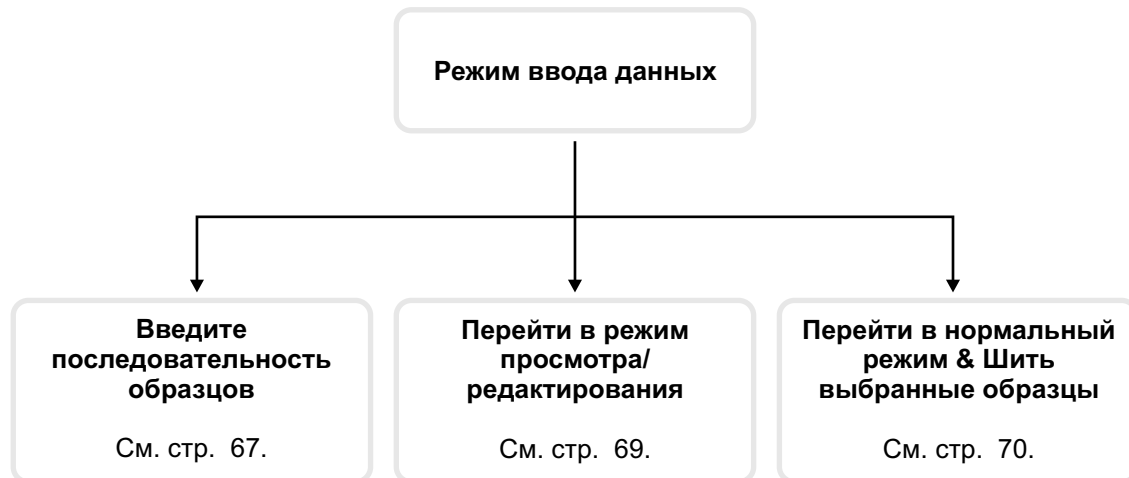 Режим ввода данных
Введите
последовательность
образцов
См. стр. 67.
Перейти в режим
просмотра/
редактирования
См. стр. 69.
Перейти в нормальный
режим & Шить
выбранные образцы
См. стр. 70.